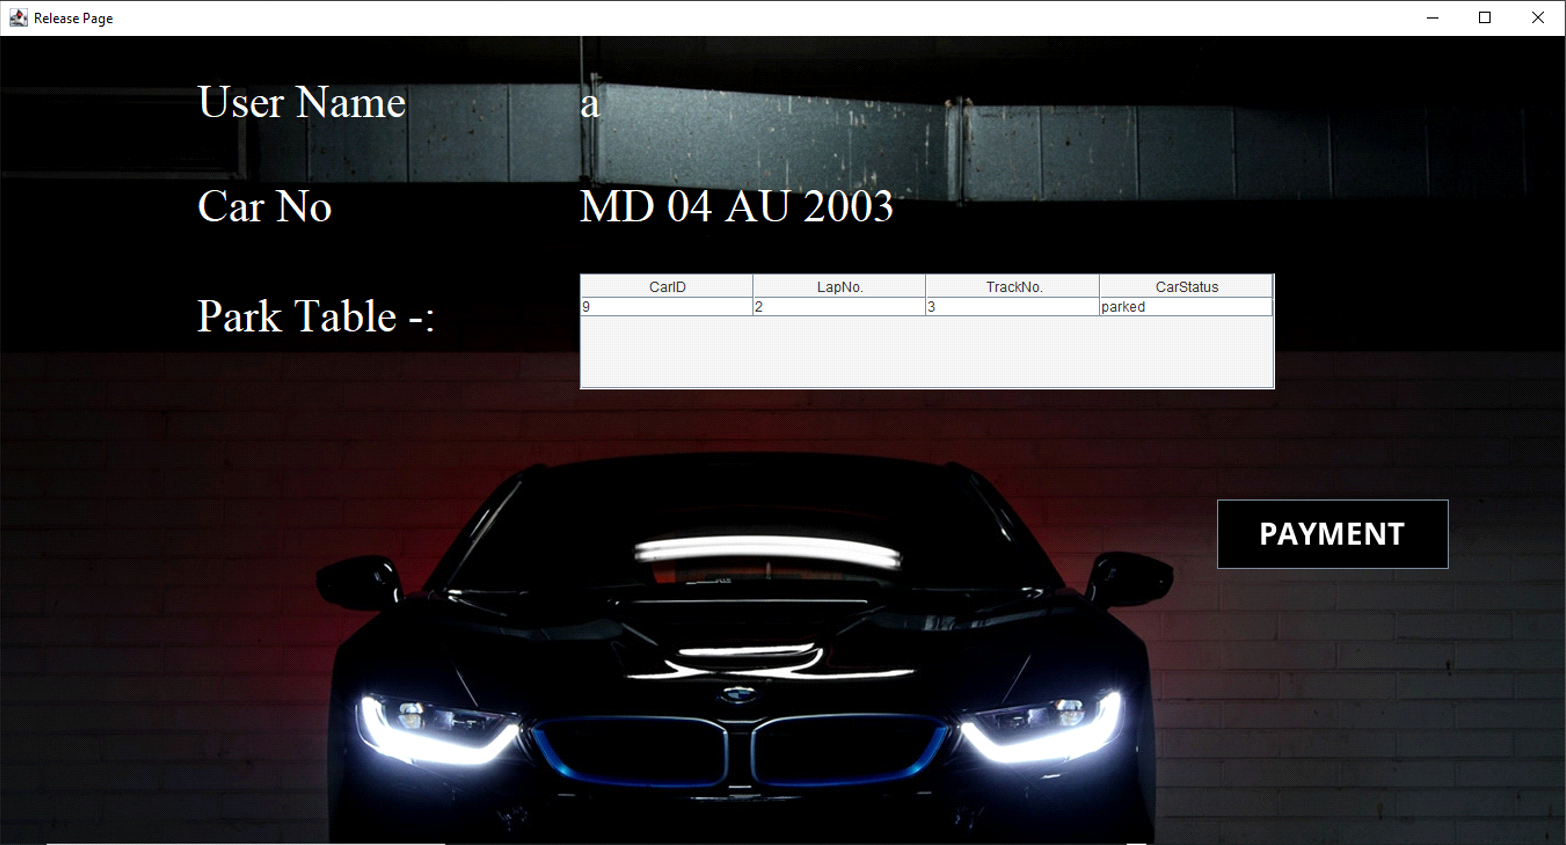 Release Page
User Name a
Car No MD 04 AU 2003
Park Table -:
CarID LapNo. TrackNo. CarStatus
9 2 3 parked
PAYMENT